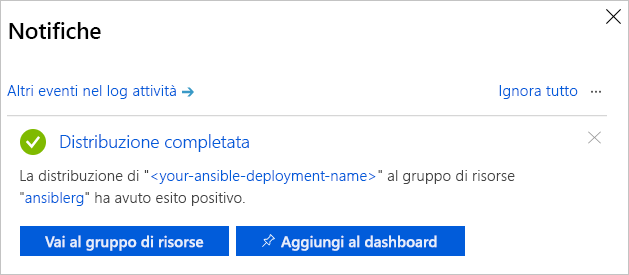 Notifiche
Altri eventi nel log attività
Ignora tutto
Distribuzione completata
La distribuzione di "<your-ansible-deployment-name>" al gruppo di risorse
"ansiblerg" ha avuto esito positivo.
Vai al gruppo di risorse
Aggiungi al dashboard